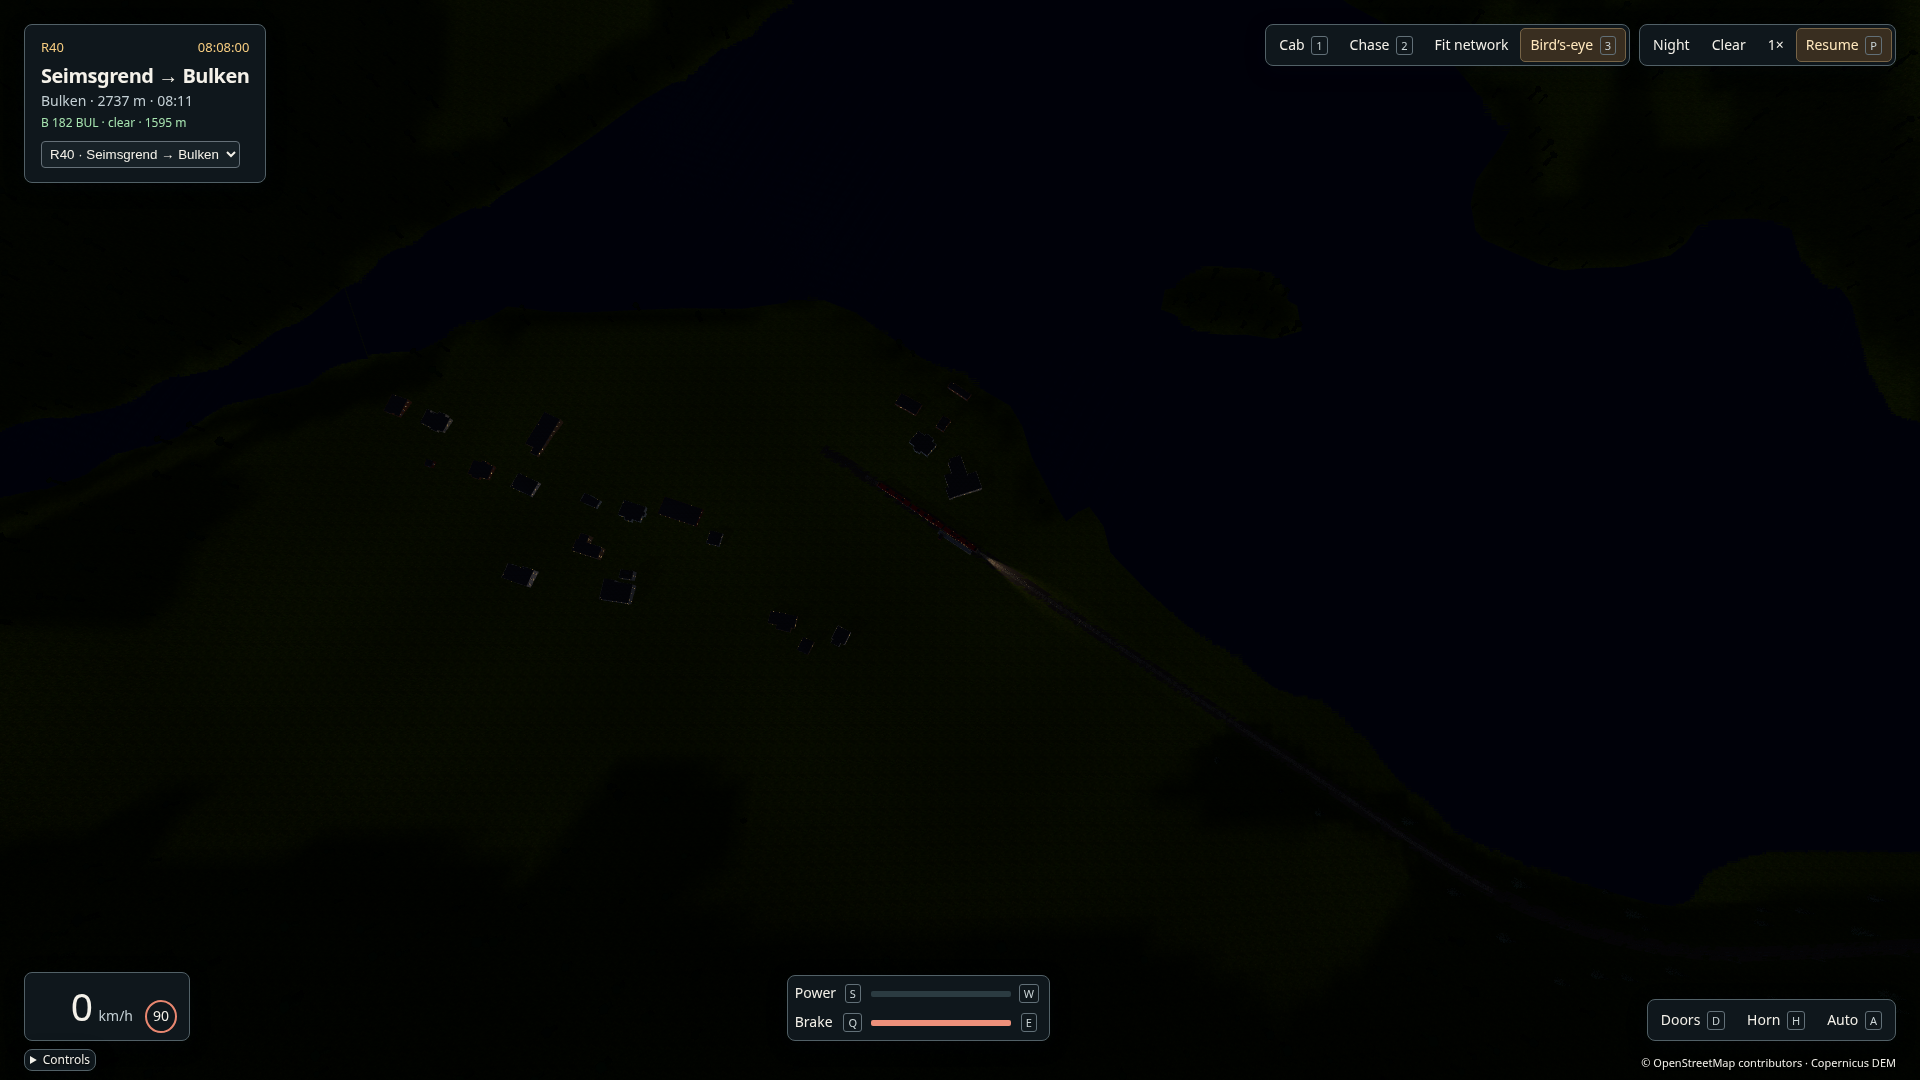 R40 08:08:00
Seimsgrend → Bulken
Bulken · 2737 m · 08:11
B 182 BUL · clear · 1595 m
R40 · Seimsgrend → Bulken
Cab 1 Chase 2 Fit network Bird's-eye 3 Night Clear 1× Resume P
0 km/h 90
Controls
Power S W
Brake Q E
Doors D Horn H Auto A
© OpenStreetMap contributors · Copernicus DEM